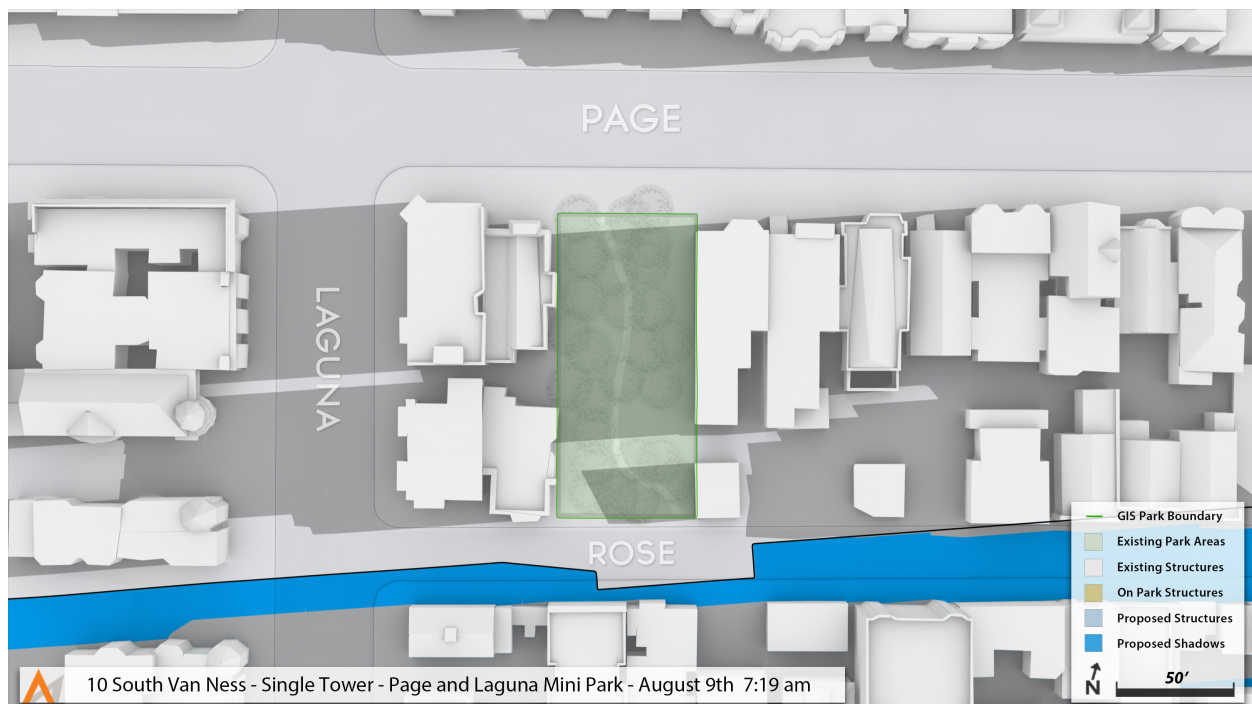 PAGE
LAGUNA
ROSE
GIS Park Boundary
Existing Park Areas
Existing Structures
On Park Structures
Proposed Structures
Proposed Shadows
N
50′
10 South Van Ness - Single Tower - Page and Laguna Mini Park - August 9th 7:19 am